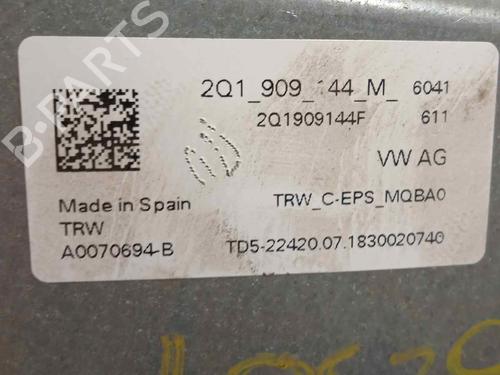 2Q1_909_144_M_ 6041
2Q1909144F 611
VW AG
Made in Spain
TRW_C-EPS_MQBA0
TRW
A0070694-B
TD5-22420.07.1830020740
B-PARTS